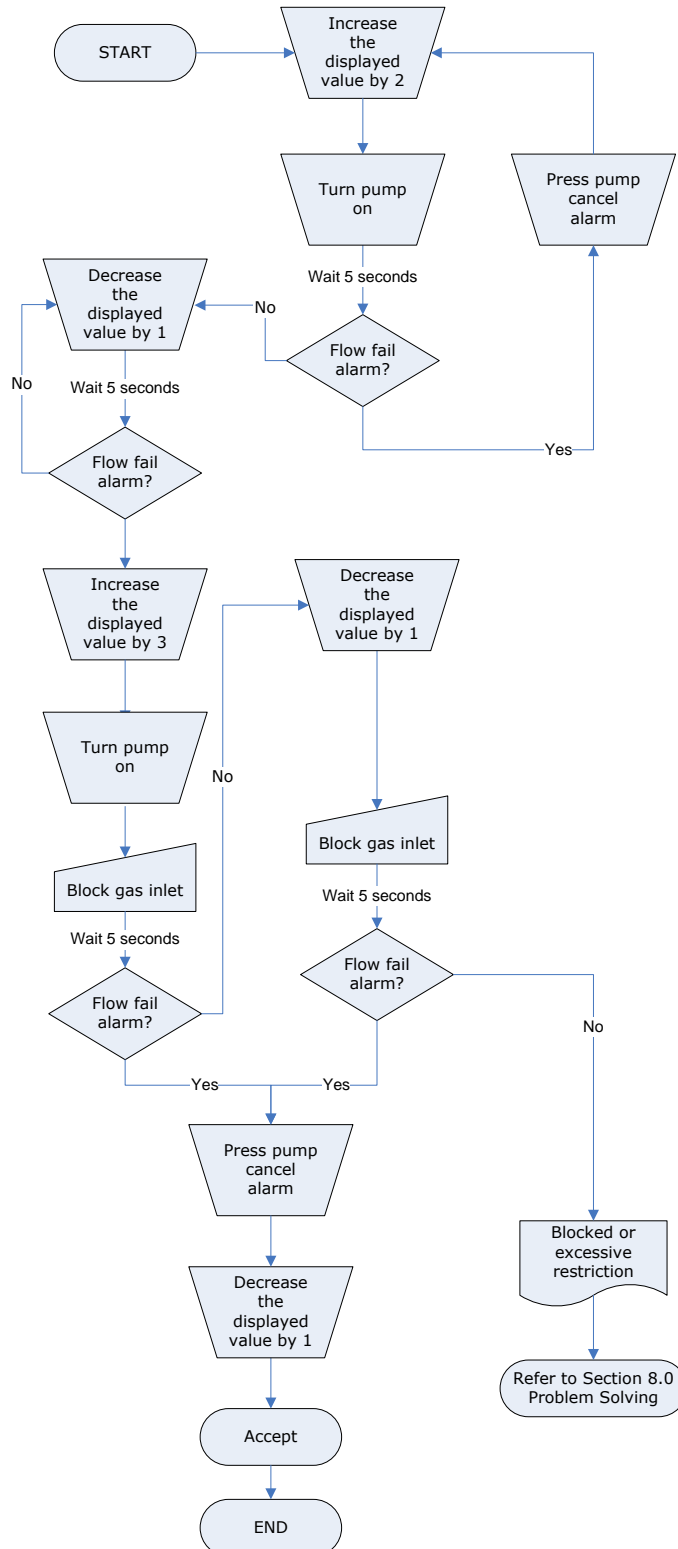 START
Increase
the
displayed
value by 2
Turn pump
on
Press pump
cancel
alarm
Wait 5 seconds
Flow fail
alarm?
No
Yes
Decrease
the
displayed
value by 1
No
Wait 5 seconds
Flow fail
alarm?
Increase
the
displayed
value by 3
Turn pump
on
Block gas inlet
Wait 5 seconds
Flow fail
alarm?
No
Decrease
the
displayed
value by 1
Block gas inlet
Wait 5 seconds
Flow fail
alarm?
No
Yes
Yes
Press pump
cancel
alarm
Decrease
the
displayed
value by 1
Accept
END
Blocked or
excessive
restriction
Refer to Section 8.0
Problem Solving